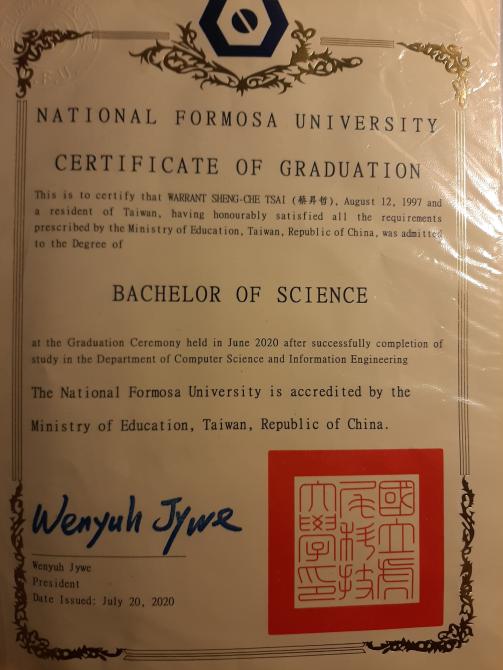 NATIONAL FORMOSA UNIVERSITY
CERTIFICATE OF GRADUATION
This is to certify that WARRANT SHENG-CHE TSAI (蔡昇哲), August 12, 1997 and
a resident of Taiwan, having honourably satisfied all the requirements
prescribed by the Ministry of Education, Taiwan, Republic of China, was admitted
to the Degree of
BACHELOR OF SCIENCE
at the Graduation Ceremony held in June 2020 after successfully completion of
study in the Department of Computer Science and Information Engineering
The National Formosa University is accredited by the
Ministry of Education, Taiwan, Republic of China.
Wenyuh Jywe
Wenyuh Jywe
President
Date Issued: July 20, 2020
國立虎
尾科技
大學印